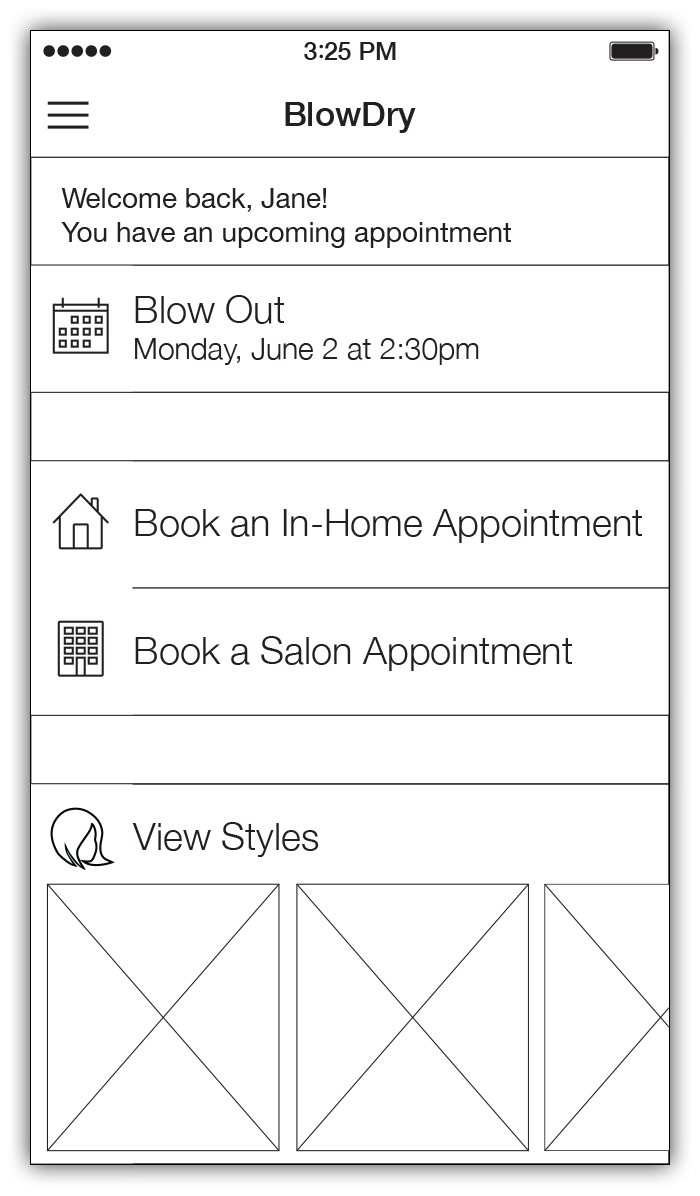 3:25 PM
BlowDry
Welcome back, Jane!
You have an upcoming appointment
Blow Out
Monday, June 2 at 2:30pm
Book an In-Home Appointment
Book a Salon Appointment
View Styles